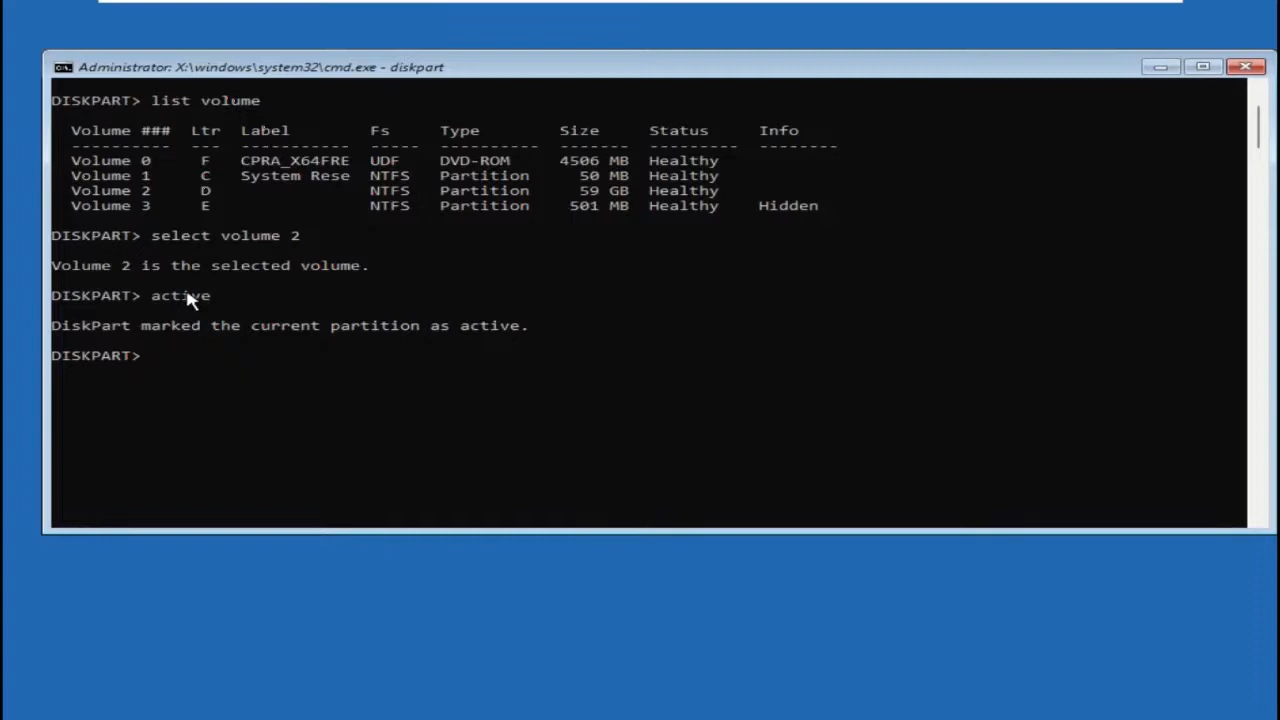 Administrator: X:\windows\system32\cmd.exe - diskpart
DISKPART> list volume
Volume ### Ltr Label Fs Type Size Status Info
---------- --- ----------- ----- ---------- ------- --------- --------
Volume 0 F CPRA_X64FRE UDF DVD-ROM 4506 MB Healthy
Volume 1 C System Rese NTFS Partition 50 MB Healthy
Volume 2 D NTFS Partition 59 GB Healthy
Volume 3 E NTFS Partition 501 MB Healthy Hidden
DISKPART> select volume 2
Volume 2 is the selected volume.
DISKPART> active
DiskPart marked the current partition as active.
DISKPART>